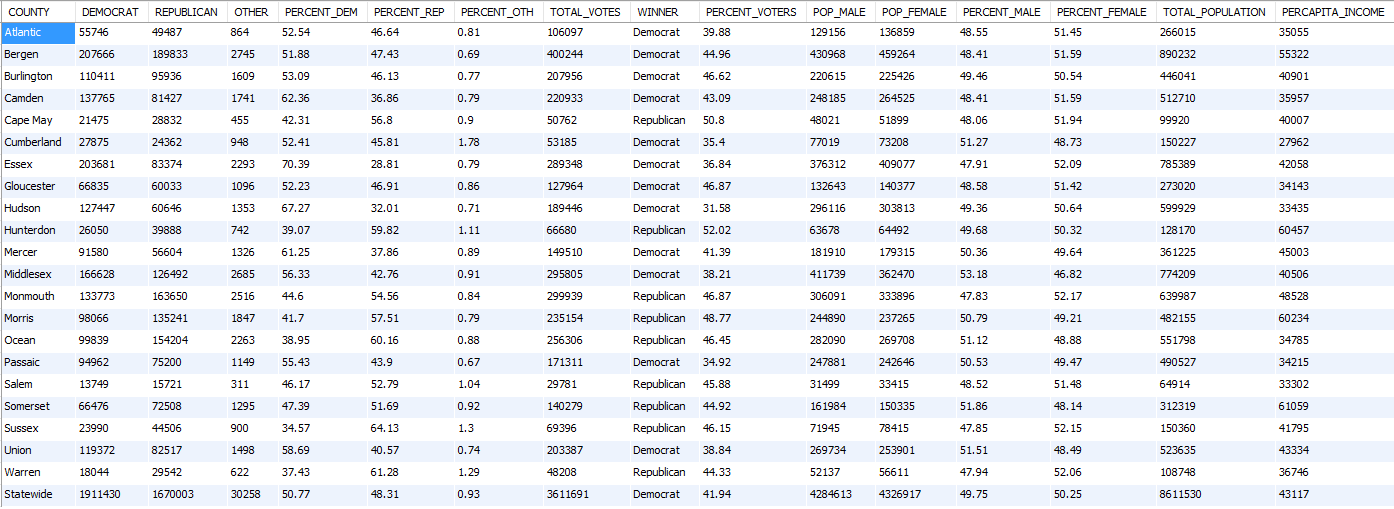 COUNTY DEMOCRAT REPUBLICAN OTHER PERCENT_DEM PERCENT_REP PERCENT_OTH TOTAL_VOTES WINNER PERCENT_VOTERS POP_MALE POP_FEMALE PERCENT_MALE PERCENT_FEMALE TOTAL_POPULATION PERCAPITA_INCOME
Atlantic 55746 49487 864 52.54 46.64 0.81 106097 Democrat 39.88 129156 136859 48.55 51.45 266015 35055
Bergen 207666 189833 2745 51.88 47.43 0.69 400244 Democrat 44.96 430968 459264 48.41 51.59 890232 55322
Burlington 110411 95936 1609 53.09 46.13 0.77 207956 Democrat 46.62 220615 225426 49.46 50.54 446041 40901
Camden 137765 81427 1741 62.36 36.86 0.79 220933 Democrat 43.09 248185 264525 48.41 51.59 512710 35957
Cape May 21475 28832 455 42.31 56.8 0.9 50762 Republican 50.8 48021 51899 48.06 51.94 99920 40007
Cumberland 27875 24362 948 52.41 45.81 1.78 53185 Democrat 35.4 77019 73208 51.27 48.73 150227 27962
Essex 203681 83374 2293 70.39 28.81 0.79 289348 Democrat 36.84 376312 409077 47.91 52.09 785389 42058
Gloucester 66835 60033 1096 52.23 46.91 0.86 127964 Democrat 46.87 132643 140377 48.58 51.42 273020 34143
Hudson 127447 60646 1353 67.27 32.01 0.71 189446 Democrat 31.58 296116 303813 49.36 50.64 599929 33435
Hunterdon 26050 39888 742 39.07 59.82 1.11 66680 Republican 52.02 63678 64492 49.68 50.32 128170 60457
Mercer 91580 56604 1326 61.25 37.86 0.89 149510 Democrat 41.39 181910 179315 50.36 49.64 361225 45003
Middlesex 166628 126492 2685 56.33 42.76 0.91 295805 Democrat 38.21 411739 362470 53.18 46.82 774209 40506
Monmouth 133773 163650 2516 44.6 54.56 0.84 299939 Republican 46.87 306091 333896 47.83 52.17 639987 48528
Morris 98066 135241 1847 41.7 57.51 0.79 235154 Republican 48.77 244890 237265 50.79 49.21 482155 60234
Ocean 99839 154204 2263 38.95 60.16 0.88 256306 Republican 46.45 282090 269708 51.12 48.88 551798 34785
Passaic 94962 75200 1149 55.43 43.9 0.67 171311 Democrat 34.92 247881 242646 50.53 49.47 490527 34215
Salem 13749 15721 311 46.17 52.79 1.04 29781 Republican 45.88 31499 33415 48.52 51.48 64914 33302
Somerset 66476 72508 1295 47.39 51.69 0.92 140279 Republican 44.92 161984 150335 51.86 48.14 312319 61059
Sussex 23990 44506 900 34.57 64.13 1.3 69396 Republican 46.15 71945 78415 47.85 52.15 150360 41795
Union 119372 82517 1498 58.69 40.57 0.74 203387 Democrat 38.84 269734 253901 51.51 48.49 523635 43334
Warren 18044 29542 622 37.43 61.28 1.29 48208 Republican 44.33 52137 56611 47.94 52.06 108748 36746
Statewide 1911430 1670003 30258 50.77 48.31 0.93 3611691 Democrat 41.94 4284613 4326917 49.75 50.25 8611530 43117